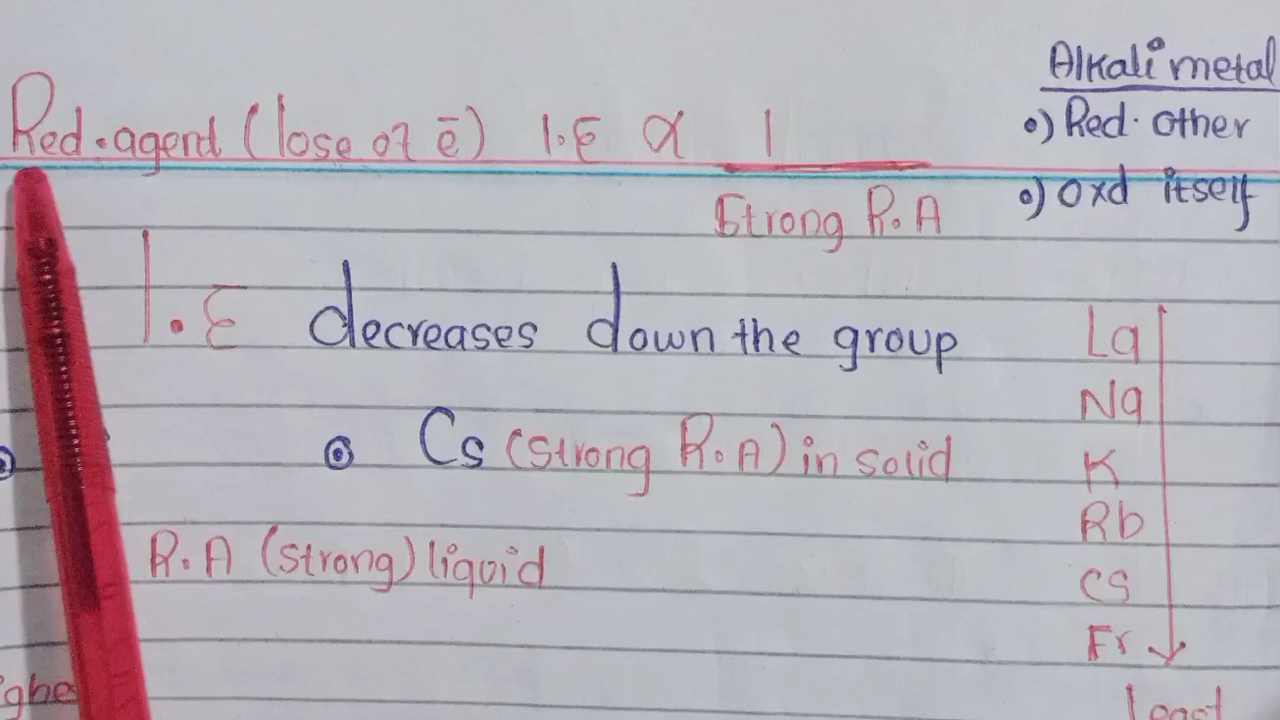 Alkali metal
Red. agent (lose of ē) I.E α 1
Strong R.A
•) Red. other
•) Oxd itself
I.E decreases down the group
La
Na
Cs (strong R.A) in solid
K
Rb
R.A (strong) liquid
Cs
Fr